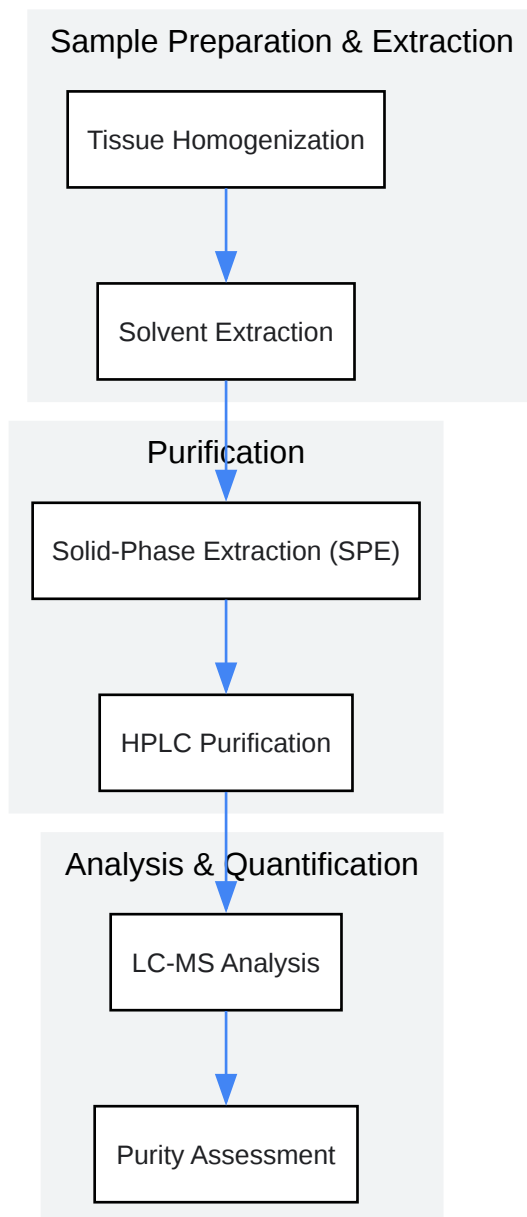 Sample Preparation & Extraction
Tissue Homogenization
Solvent Extraction
Purification
Solid-Phase Extraction (SPE)
HPLC Purification
Analysis & Quantification
LC-MS Analysis
Purity Assessment